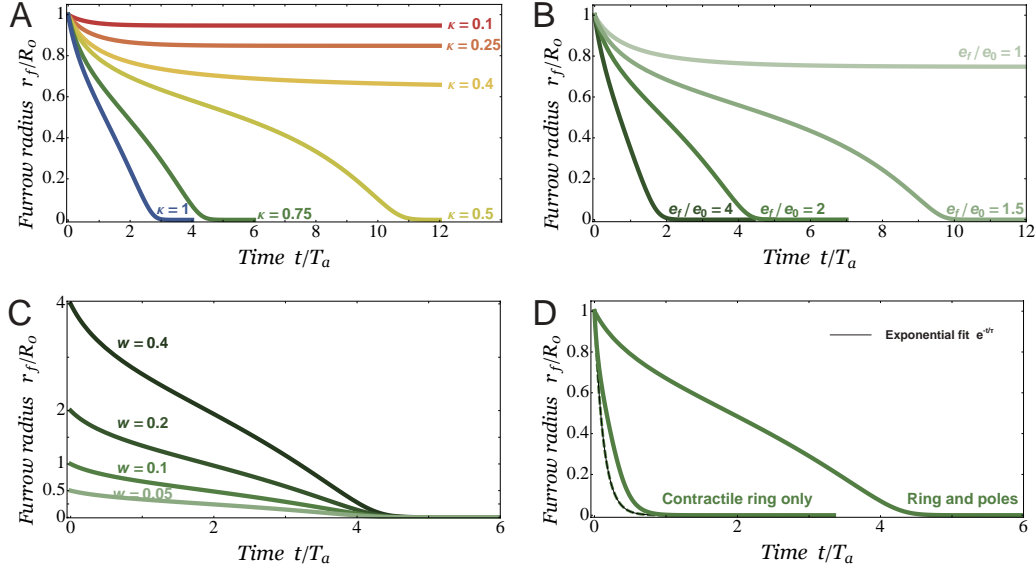 A
Furrow radius r_f/R_o
1
0.8
0.6
0.4
0.2
0
0 2 4 6 8 10 12 14
Time t/T_a
κ = 0.1
κ = 0.25
κ = 0.4
κ = 1
κ = 0.75
κ = 0.5
B
Furrow radius r_f/R_o
1
0.8
0.6
0.4
0.2
0
0 2 4 6 8 10 12
Time t/T_a
e_f/e_0 = 1.
e_f/e_0 = 4
e_f/e_0 = 2
e_f/e_0 = 1.5
C
Furrow radius r_f/R_o
4
2
1
0.5
0
0 2 4 6
Time t/T_a
w = 0.4
w = 0.2
w = 0.1
w = 0.05
D
Furrow radius r_f/R_o
1
0.8
0.6
0.4
0.2
0
0 2 4 6
Time t/T_a
Exponential fit e^-t/τ
Contractile ring only
Ring and poles